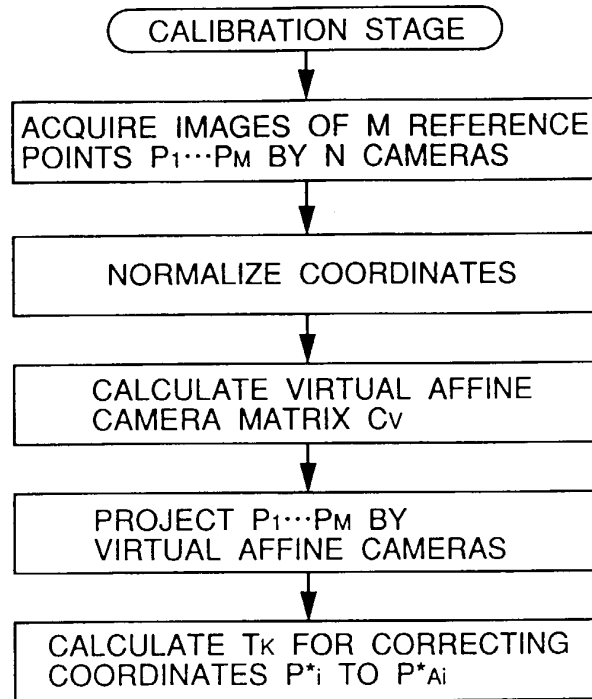 CALIBRATION STAGE
ACQUIRE IMAGES OF M REFERENCE
POINTS P1···PM BY N CAMERAS
NORMALIZE COORDINATES
CALCULATE VIRTUAL AFFINE
CAMERA MATRIX CV
PROJECT P1···PM BY
VIRTUAL AFFINE CAMERAS
CALCULATE TK FOR CORRECTING
COORDINATES P*i TO P*Ai